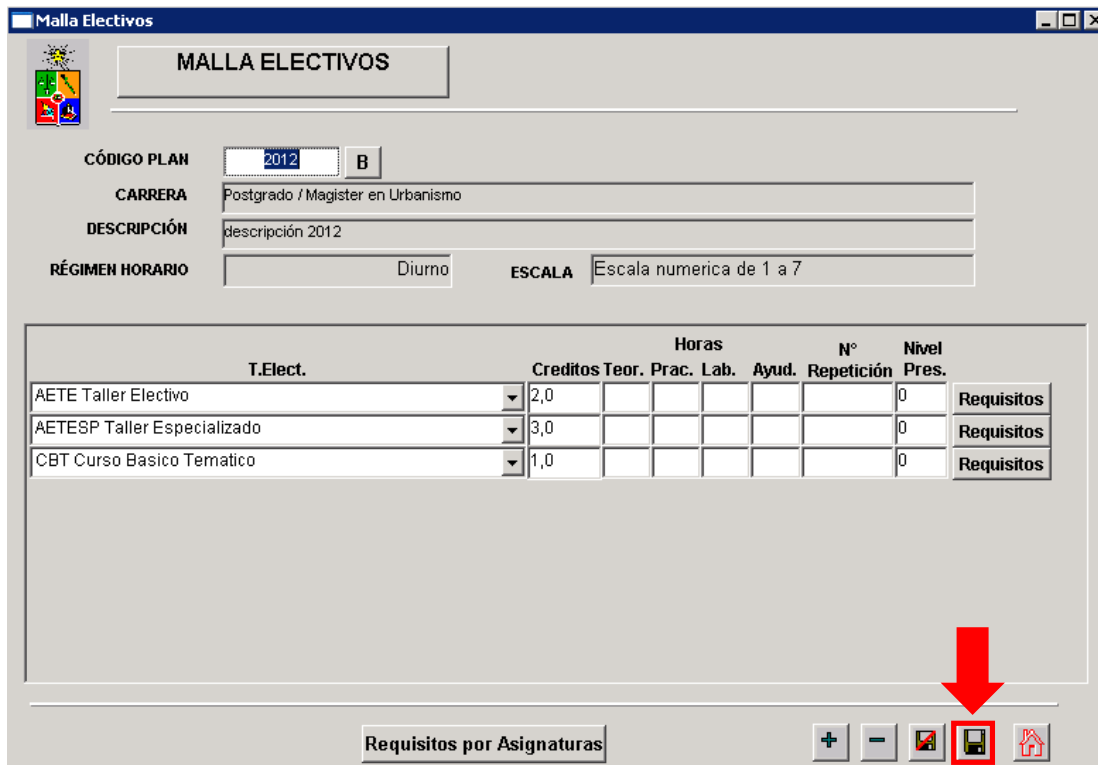 Malla Electivos
MALLA ELECTIVOS
CÓDIGO PLAN 2012 B
CARRERA Postgrado / Magister en Urbanismo
DESCRIPCIÓN descripción 2012
RÉGIMEN HORARIO Diurno ESCALA Escala numerica de 1 a 7
Horas N° Nivel
T.Elect. Creditos Teor. Prac. Lab. Ayud. Repetición Pres.
AETE Taller Electivo 2,0 0 Requisitos
AETESP Taller Especializado 3,0 0 Requisitos
CBT Curso Basico Tematico 1,0 0 Requisitos
Requisitos por Asignaturas